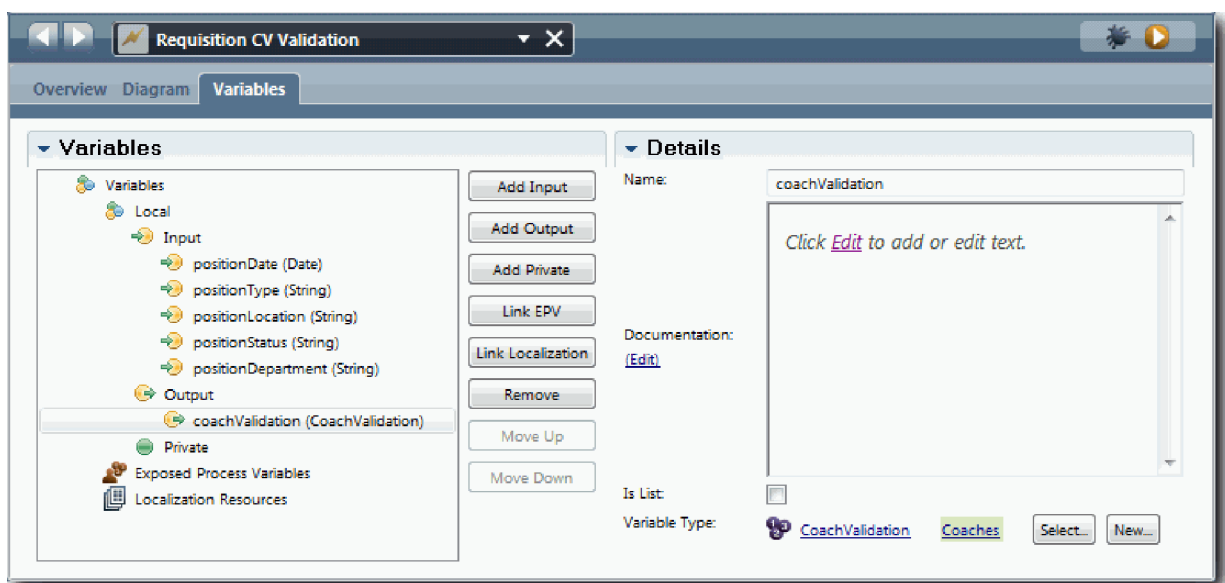 Requisition CV Validation
Overview Diagram Variables
Variables
Variables
Local
Input
positionDate (Date)
positionType (String)
positionLocation (String)
positionStatus (String)
positionDepartment (String)
Output
coachValidation (CoachValidation)
Private
Exposed Process Variables
Localization Resources
Add Input
Add Output
Add Private
Link EPV
Link Localization
Remove
Move Up
Move Down
Details
Name: coachValidation
Click Edit to add or edit text.
Documentation:
(Edit)
Is List:
Variable Type: CoachValidation Coaches Select... New...